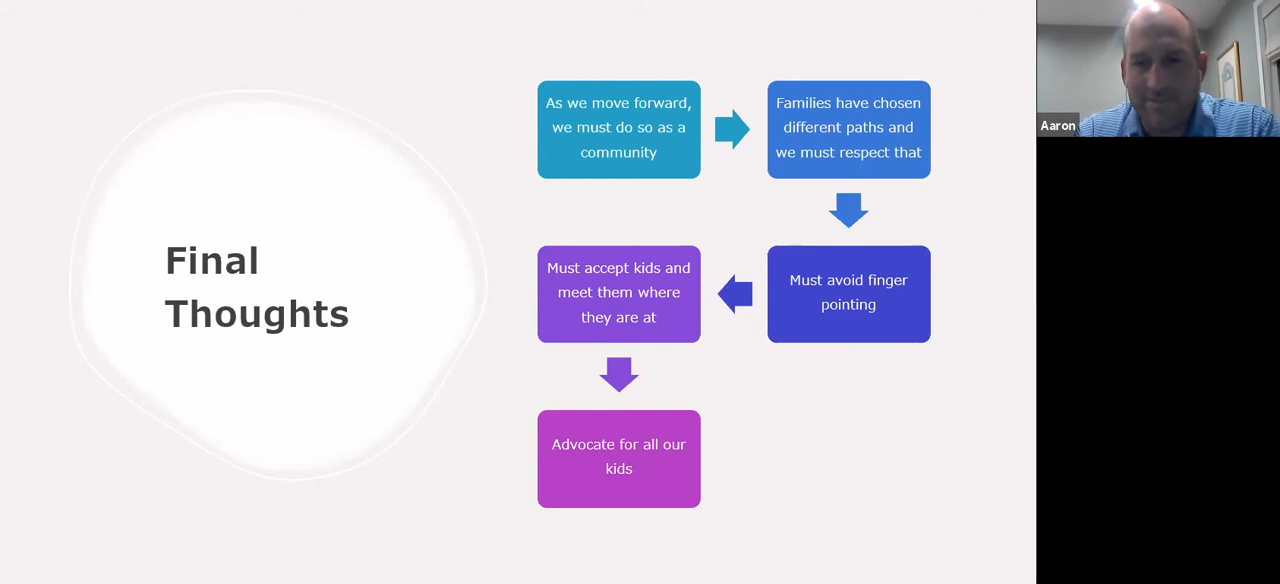 Final
Thoughts
As we move forward,
we must do so as a
community
Families have chosen
different paths and
we must respect that
Must avoid finger
pointing
Must accept kids and
meet them where
they are at
Advocate for all our
kids
Aaron